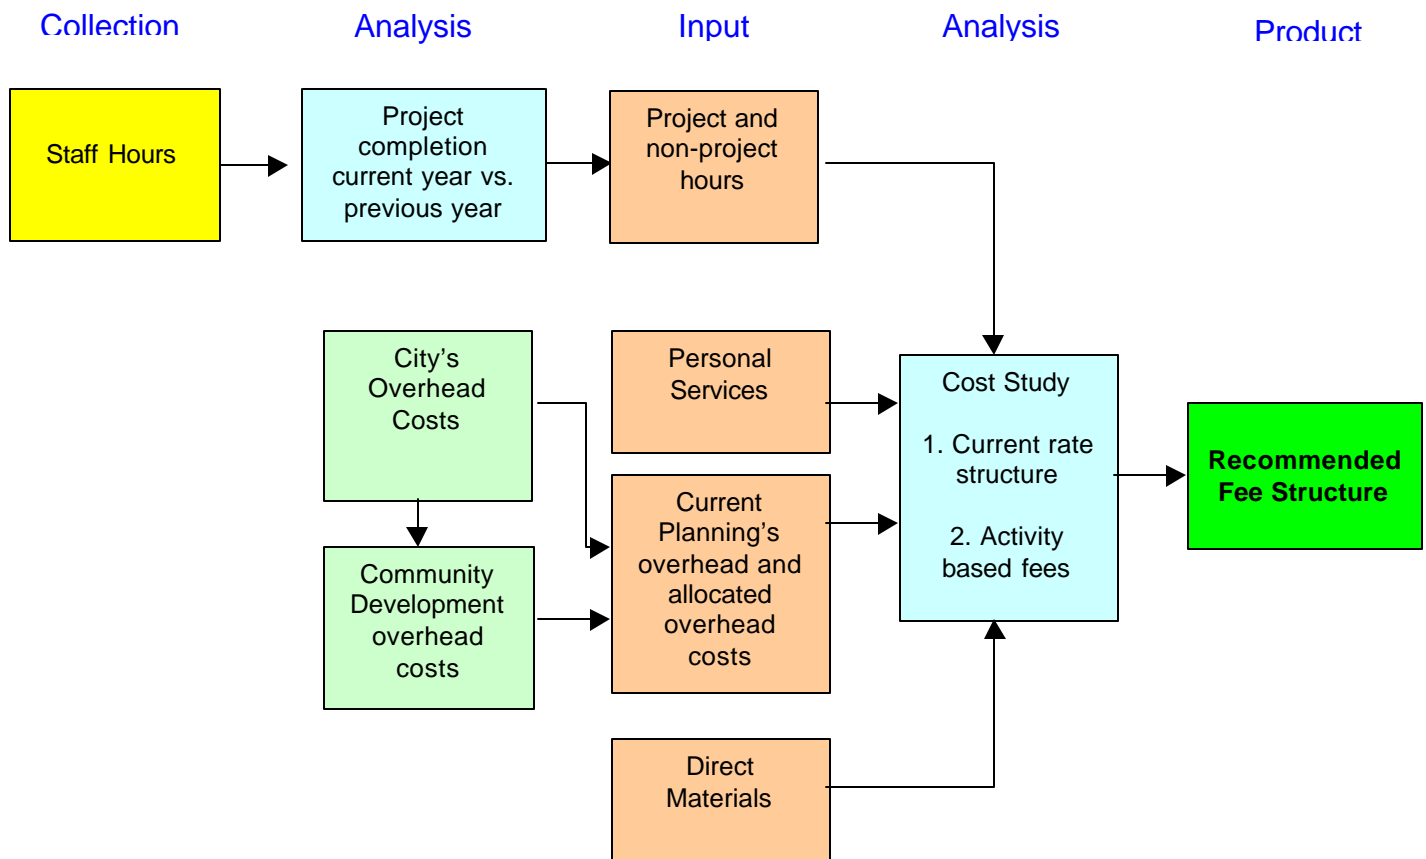 Collection
Analysis
Input
Analysis
Product
Staff Hours
Project
completion
current year vs.
previous year
Project and
non-project
hours
City’s
Overhead
Costs
Personal
Services
Cost Study
1. Current rate
structure
2. Activity
based fees
Recommended
Fee Structure
Community
Development
overhead
costs
Current
Planning’s
overhead and
allocated
overhead
costs
Direct
Materials